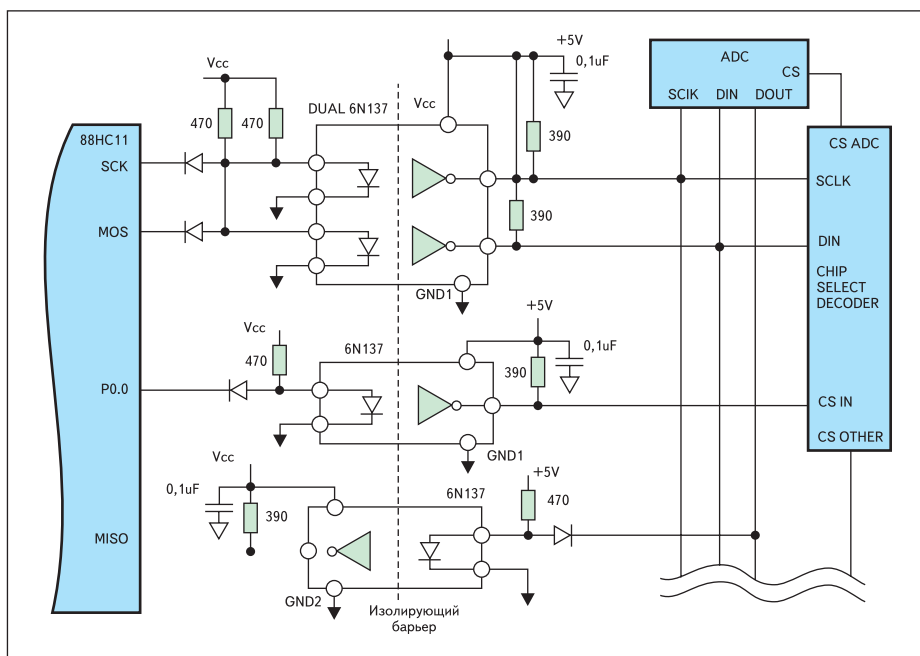 88HC11
SCK
MOS
P0.0
MISO
Vcc
470
470
DUAL 6N137
Vcc
+5V
0,1uF
390
390
GND1
ADC
CS
SCIK DIN DOUT
CS ADC
SCLK
DIN
CHIP
SELECT
DECODER
CS IN
CS OTHER
Vcc
470
6N137
+5V
0,1uF
390
GND1
Vcc
0,1uF
390
6N137
+5V
470
GND2
Изолирующий
барьер